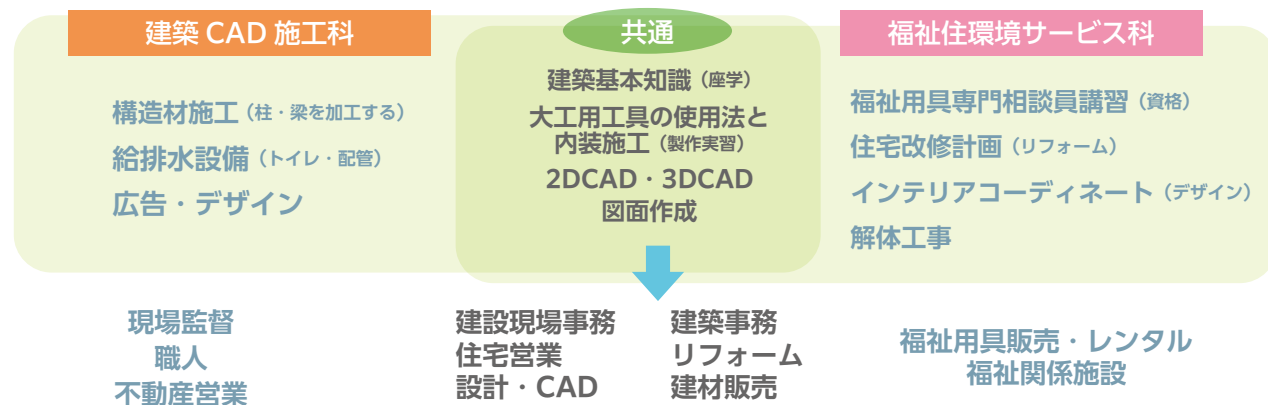 建築 CAD 施工科
構造材施工（柱・梁を加工する）
給排水設備（トイレ・配管）
広告・デザイン
共通
建築基本知識（座学）
大工用工具の使用法と
内装施工（製作実習）
2DCAD・3DCAD
図面作成
福祉住環境サービス科
福祉用具専門相談員講習（資格）
住宅改修計画（リフォーム）
インテリアコーディネート（デザイン）
解体工事
現場監督
職人
不動産営業
建設現場事務
住宅営業
設計・CAD
建築事務
リフォーム
建材販売
福祉用具販売・レンタル
福祉関係施設